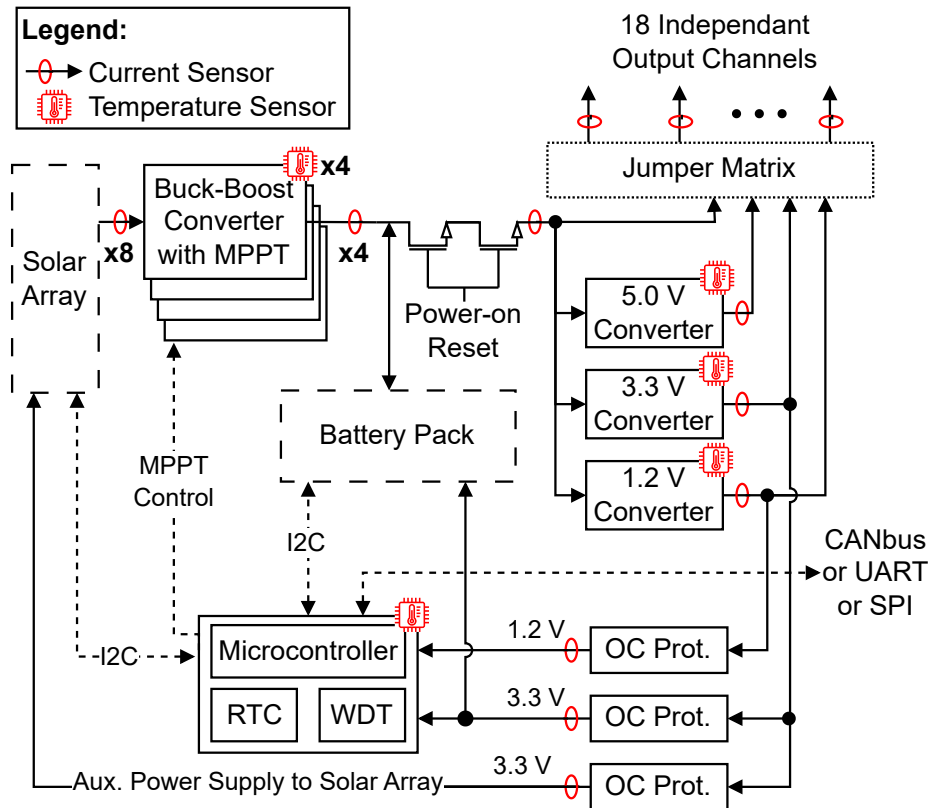 Legend:
Current Sensor
Temperature Sensor
18 Independant
Output Channels
Jumper Matrix
x4
Buck-Boost
Converter
with MPPT
x8
x4
Solar
Array
Power-on
Reset
5.0 V
Converter
3.3 V
Converter
1.2 V
Converter
Battery Pack
MPPT
Control
I2C
CANbus
or UART
or SPI
I2C
Microcontroller
RTC
WDT
1.2 V
OC Prot.
3.3 V
OC Prot.
3.3 V
OC Prot.
Aux. Power Supply to Solar Array